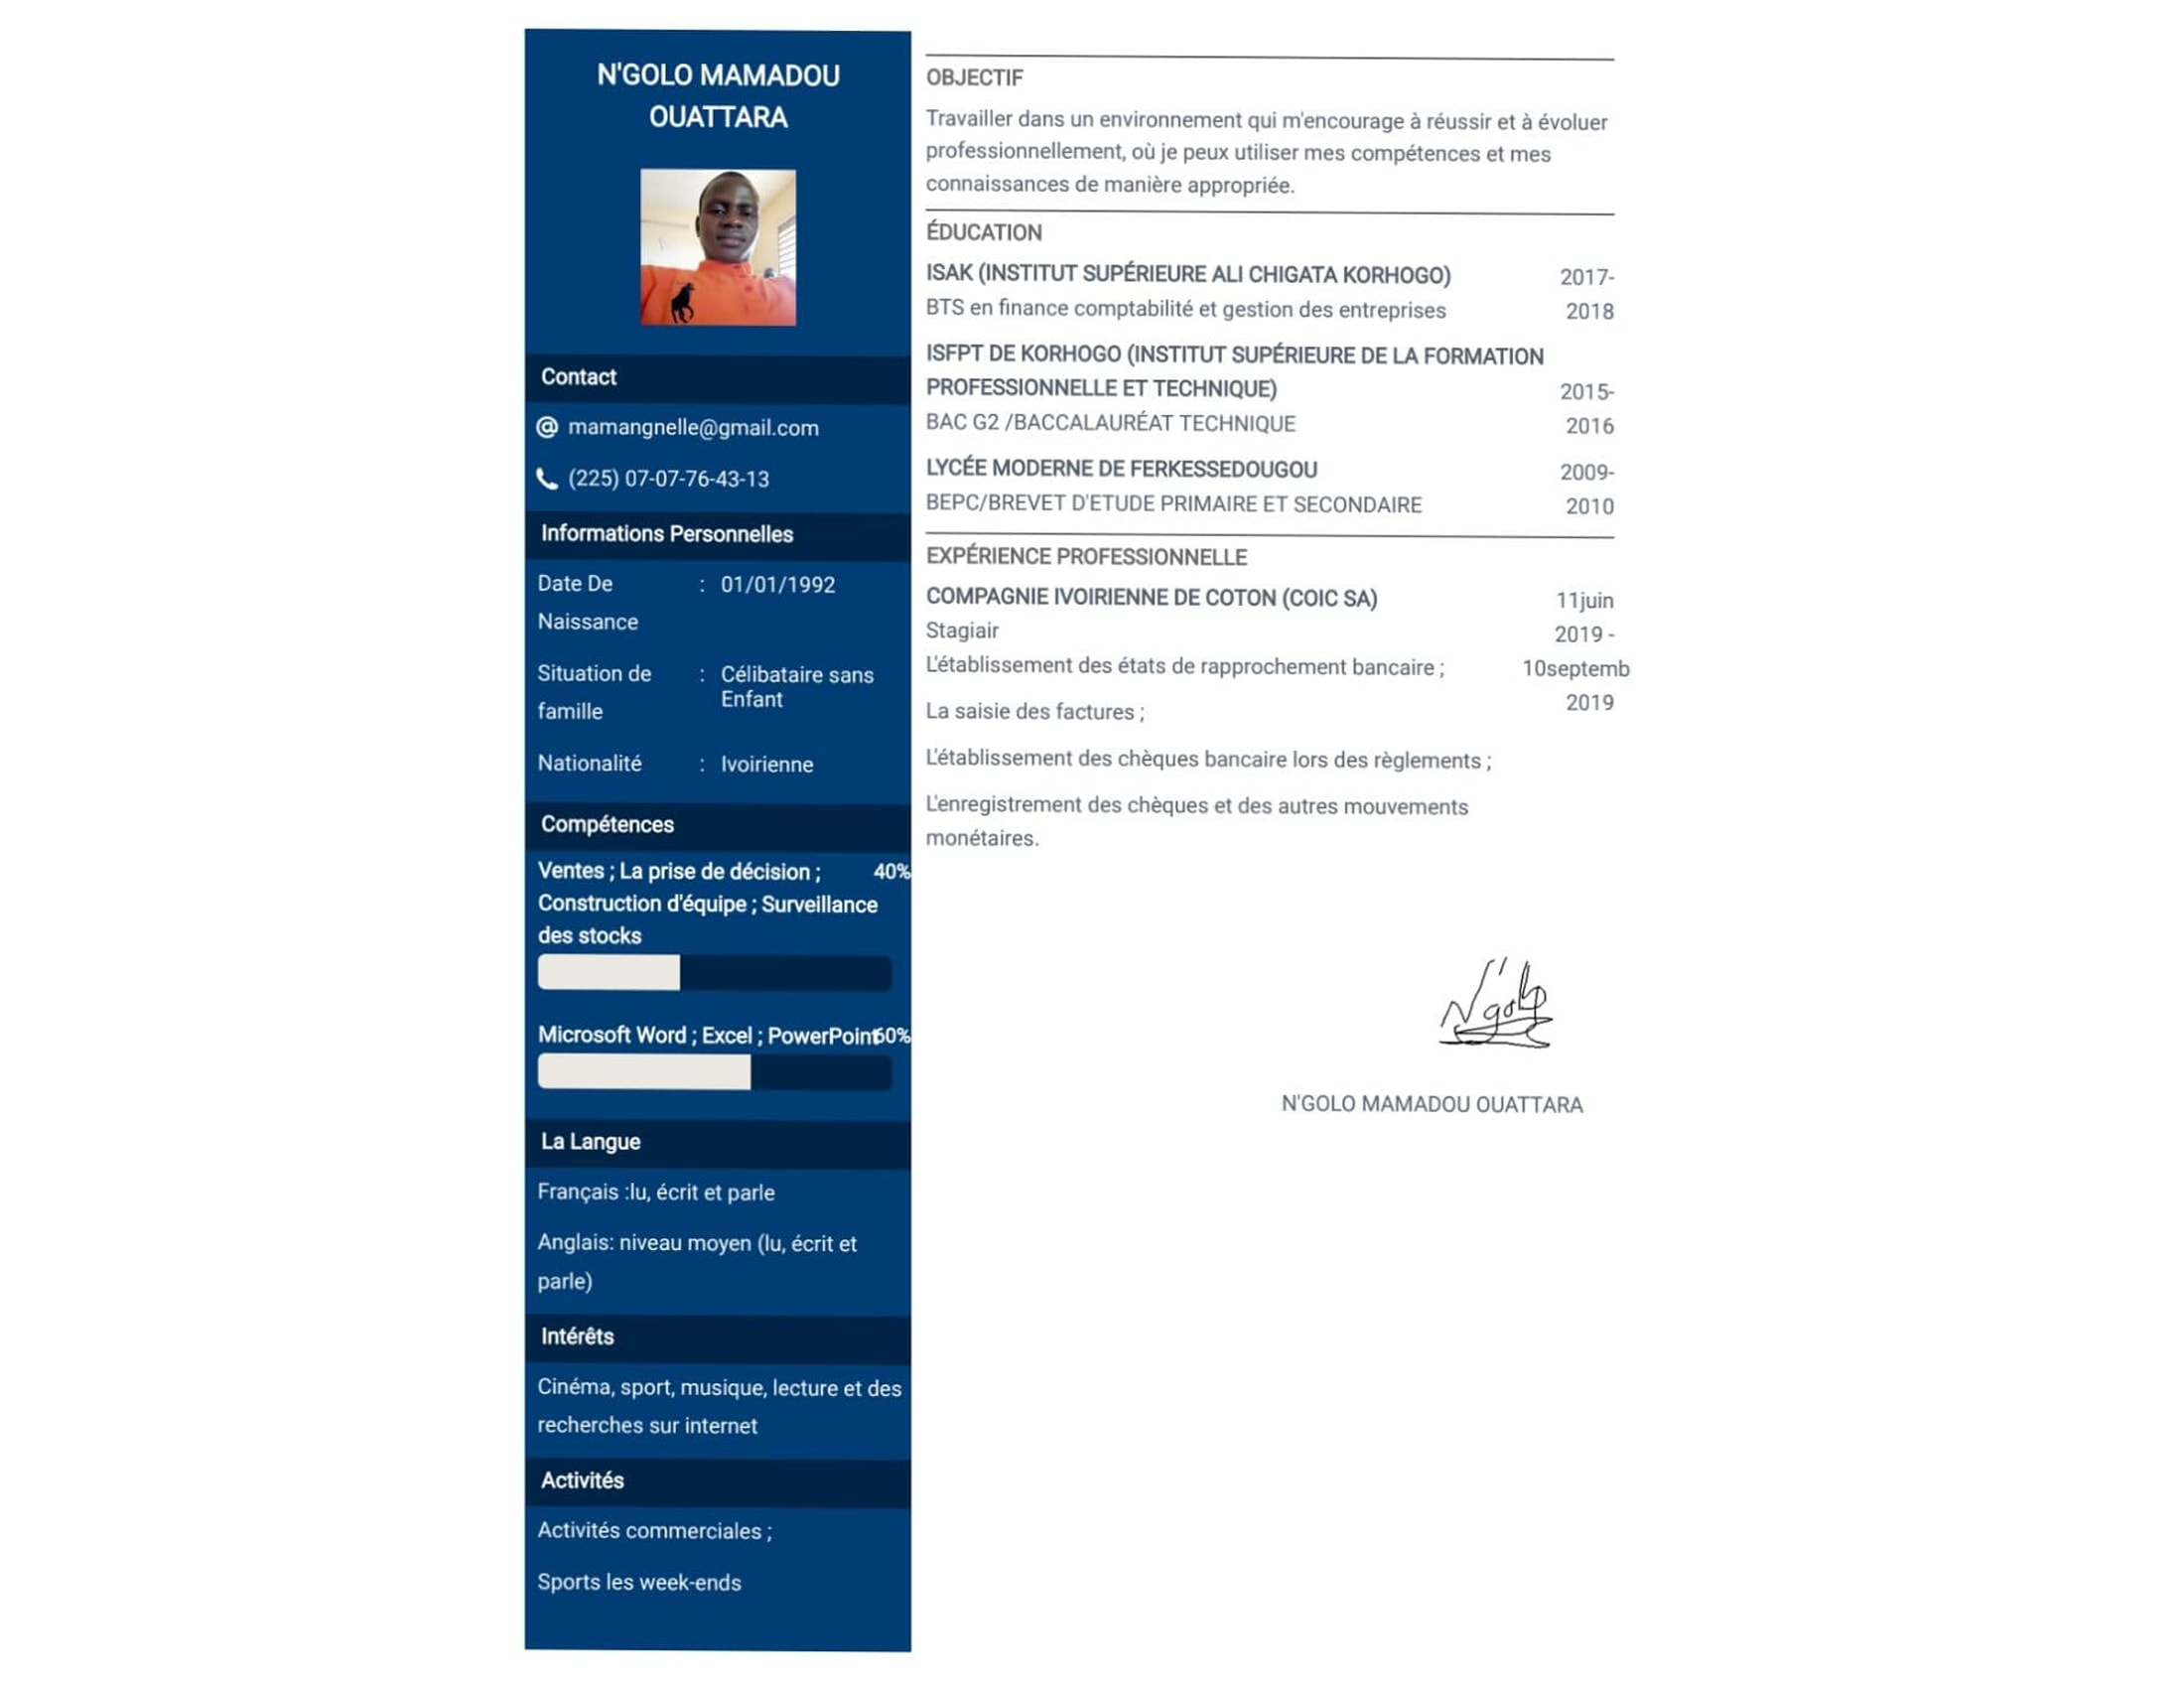 N'GOLO MAMADOU
OUATTARA
Contact
@ mamangnelle@gmail.com
(225) 07-07-76-43-13
Informations Personnelles
Date De : 01/01/1992
Naissance
Situation de : Célibataire sans
famille Enfant
Nationalité : Ivoirienne
Compétences
Ventes ; La prise de décision ; 40%
Construction d'équipe ; Surveillance
des stocks
Microsoft Word ; Excel ; PowerPoint 60%
La Langue
Français :lu, écrit et parle
Anglais: niveau moyen (lu, écrit et
parle)
Intérêts
Cinéma, sport, musique, lecture et des
recherches sur internet
Activités
Activités commerciales ;
Sports les week-ends
OBJECTIF
Travailler dans un environnement qui m'encourage à réussir et à évoluer
professionnellement, où je peux utiliser mes compétences et mes
connaissances de manière appropriée.
ÉDUCATION
ISAK (INSTITUT SUPÉRIEURE ALI CHIGATA KORHOGO) 2017-
BTS en finance comptabilité et gestion des entreprises 2018
ISFPT DE KORHOGO (INSTITUT SUPÉRIEURE DE LA FORMATION
PROFESSIONNELLE ET TECHNIQUE) 2015-
BAC G2 /BACCALAURÉAT TECHNIQUE 2016
LYCÉE MODERNE DE FERKESSEDOUGOU 2009-
BEPC/BREVET D'ETUDE PRIMAIRE ET SECONDAIRE 2010
EXPÉRIENCE PROFESSIONNELLE
COMPAGNIE IVOIRIENNE DE COTON (COIC SA) 11juin
Stagiair 2019 -
L'établissement des états de rapprochement bancaire ; 10septemb
2019
La saisie des factures ;
L'établissement des chèques bancaire lors des règlements ;
L'enregistrement des chèques et des autres mouvements
monétaires.
N'golo
N'GOLO MAMADOU OUATTARA